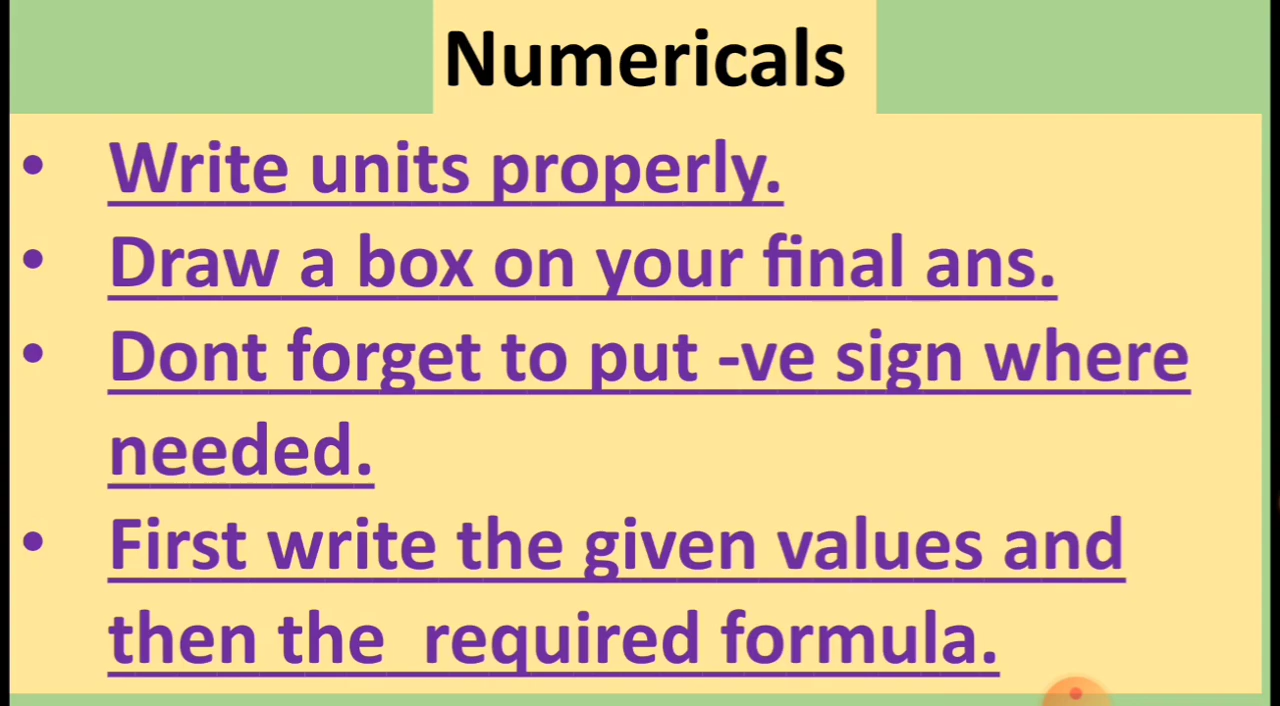 Numericals
• Write units properly.
• Draw a box on your final ans.
• Dont forget to put -ve sign where
needed.
• First write the given values and
then the  required formula.